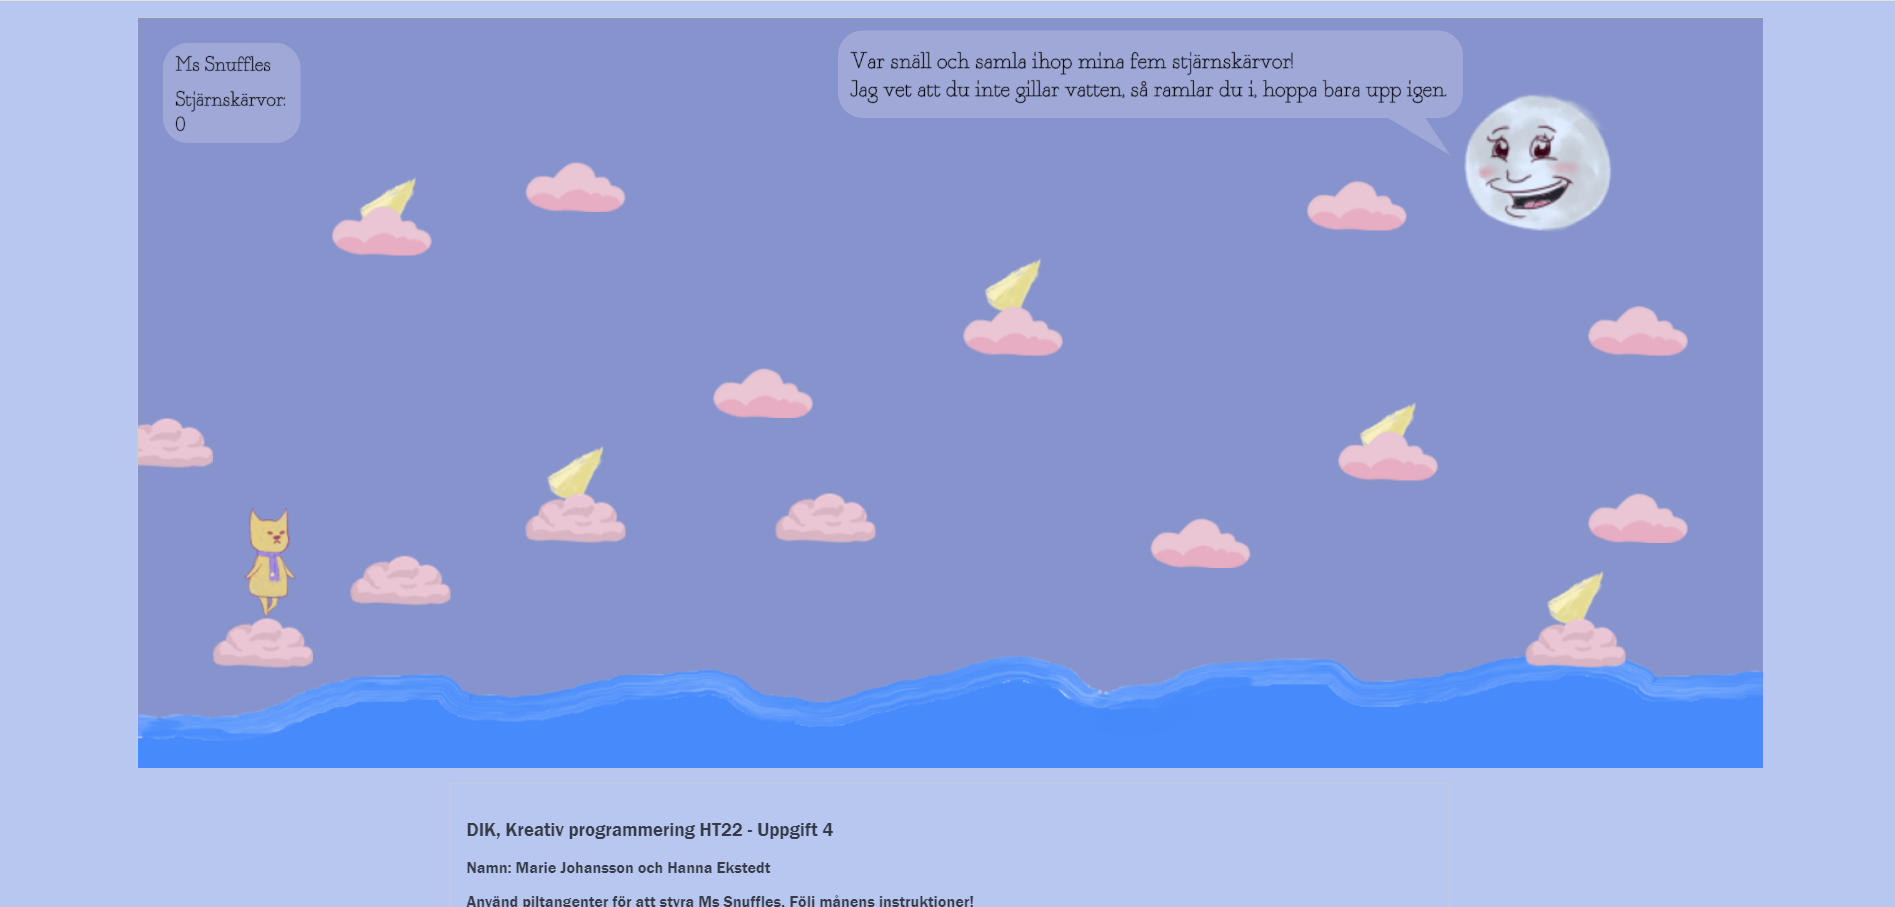 Ms Snuffles
Stjärnskärvor:
0
Var snäll och samla ihop mina fem stjärnskärvor!
Jag vet att du inte gillar vatten, så ramlar du i, hoppa bara upp igen.
DIK, Kreativ programmering HT22 - Uppgift 4
Namn: Marie Johansson och Hanna Ekstedt
Använd piltangenter för att styra Ms Snuffles. Följ månens instruktioner!